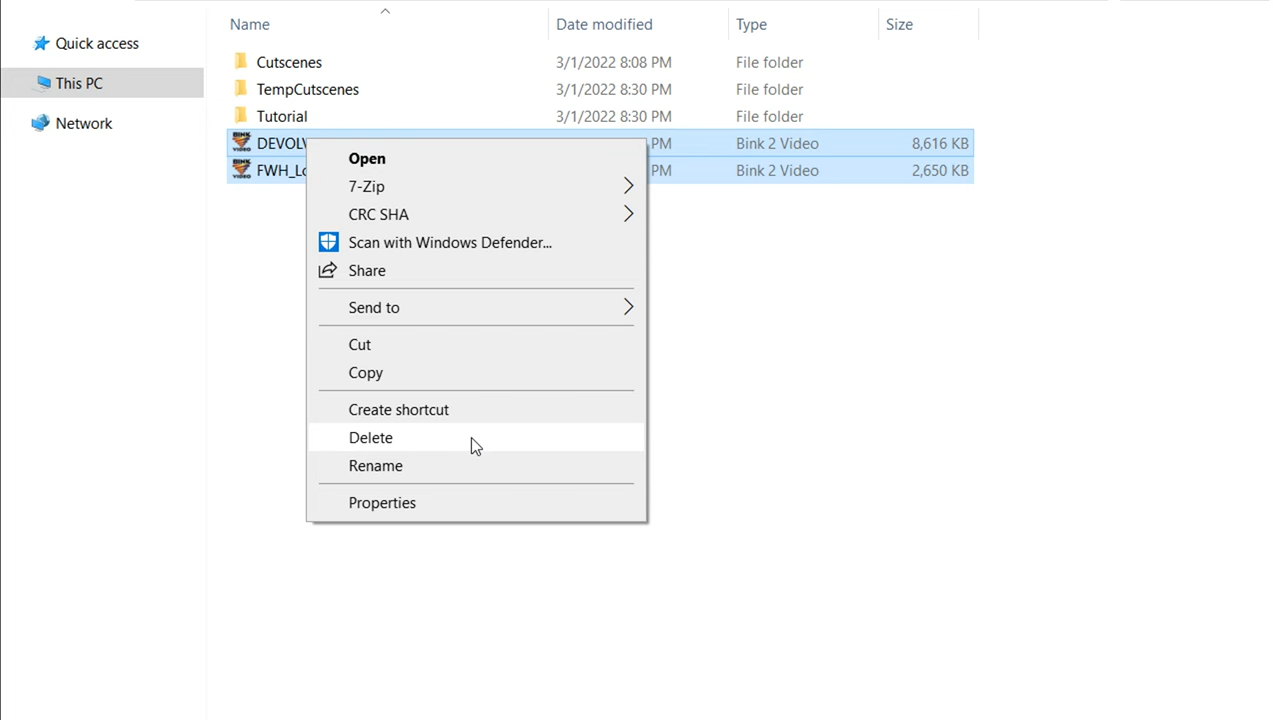 Name Date modified Type Size
Quick access
This PC
Network
Cutscenes 3/1/2022 8:08 PM File folder
TempCutscenes 3/1/2022 8:30 PM File folder
Tutorial 3/1/2022 8:30 PM File folder
DEVOLV PM Bink 2 Video 8,616 KB
FWH_Lo PM Bink 2 Video 2,650 KB
Open
7-Zip
CRC SHA
Scan with Windows Defender...
Share
Send to
Cut
Copy
Create shortcut
Delete
Rename
Properties